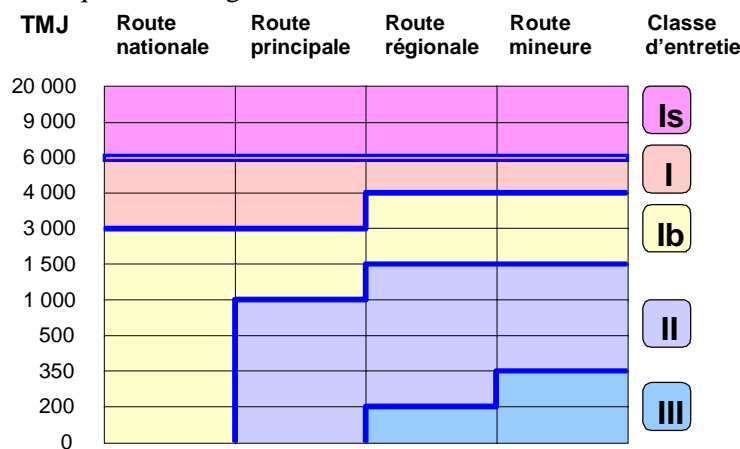 TMJ Route nationale Route principale Route régionale Route mineure Classe d'entretie
20 000
9 000
Is
6 000
I
4 000
3 000
Ib
1 500
1 000
II
500
350
200
III
0